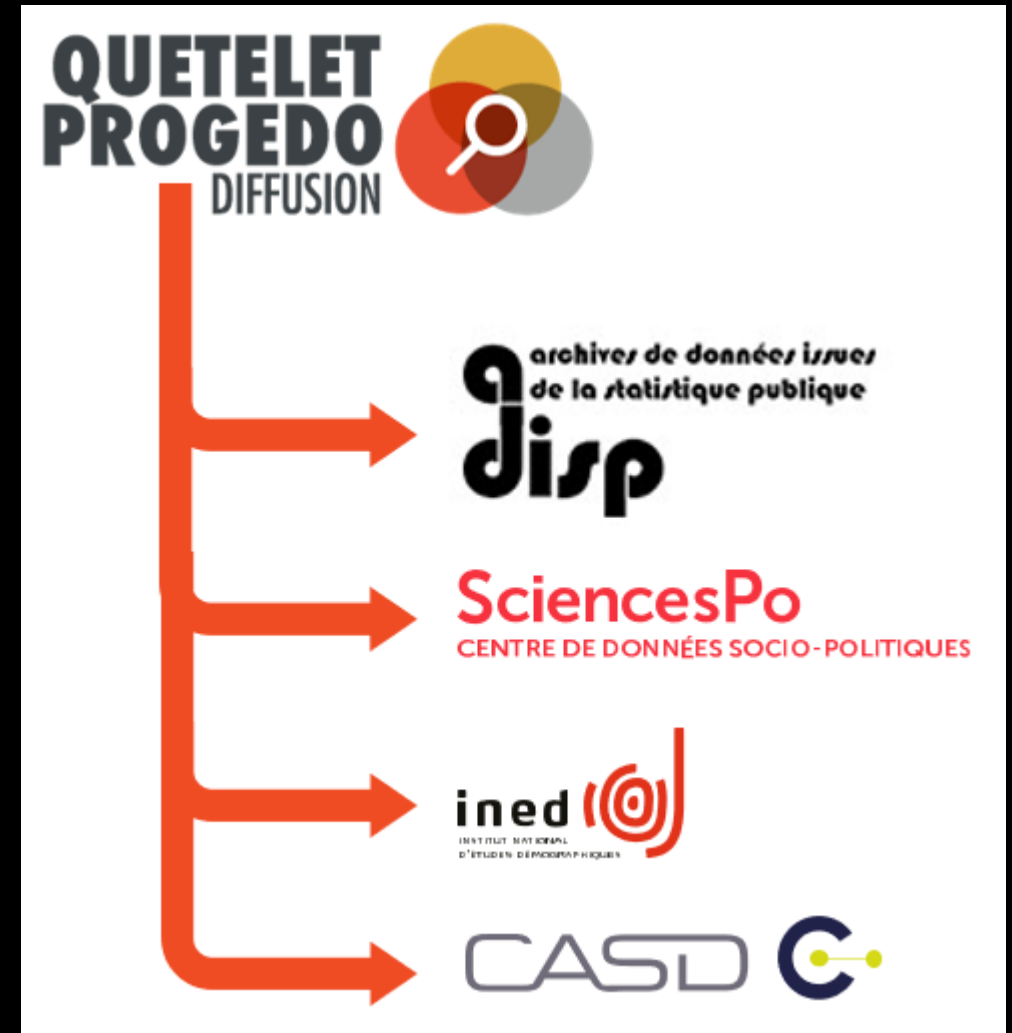 QUETELET
PROGEDO
DIFFUSION
archives de données issues
de la statistique publique
adisp
SciencesPo
CENTRE DE DONNÉES SOCIO-POLITIQUES
ined
INSTITUT NATIONAL
D'ÉTUDES DÉMOGRAPHIQUES
CASD